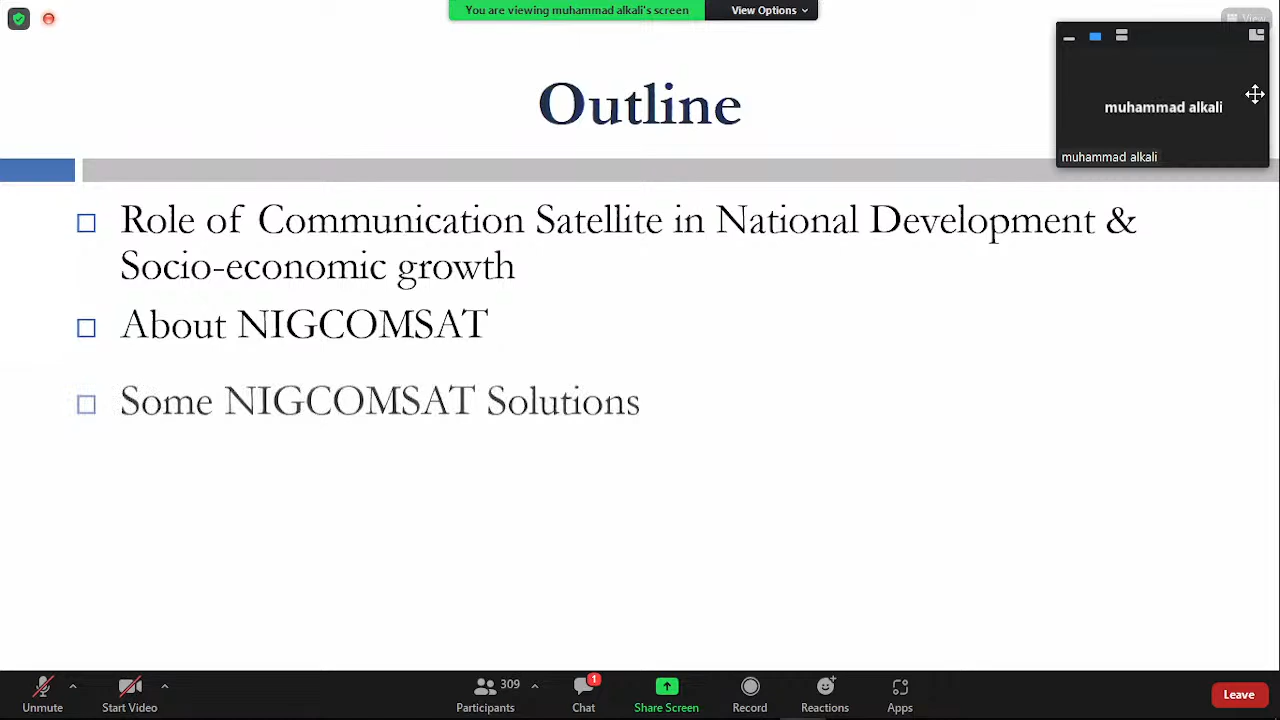 You are viewing muhammad alkali's screen
View Options
View
Outline
muhammad alkali
muhammad alkali
Role of Communication Satellite in National Development &
Socio-economic growth
About NIGCOMSAT
Some NIGCOMSAT Solutions
309
1
Unmute
Start Video
Participants
Chat
Share Screen
Record
Reactions
Apps
Leave